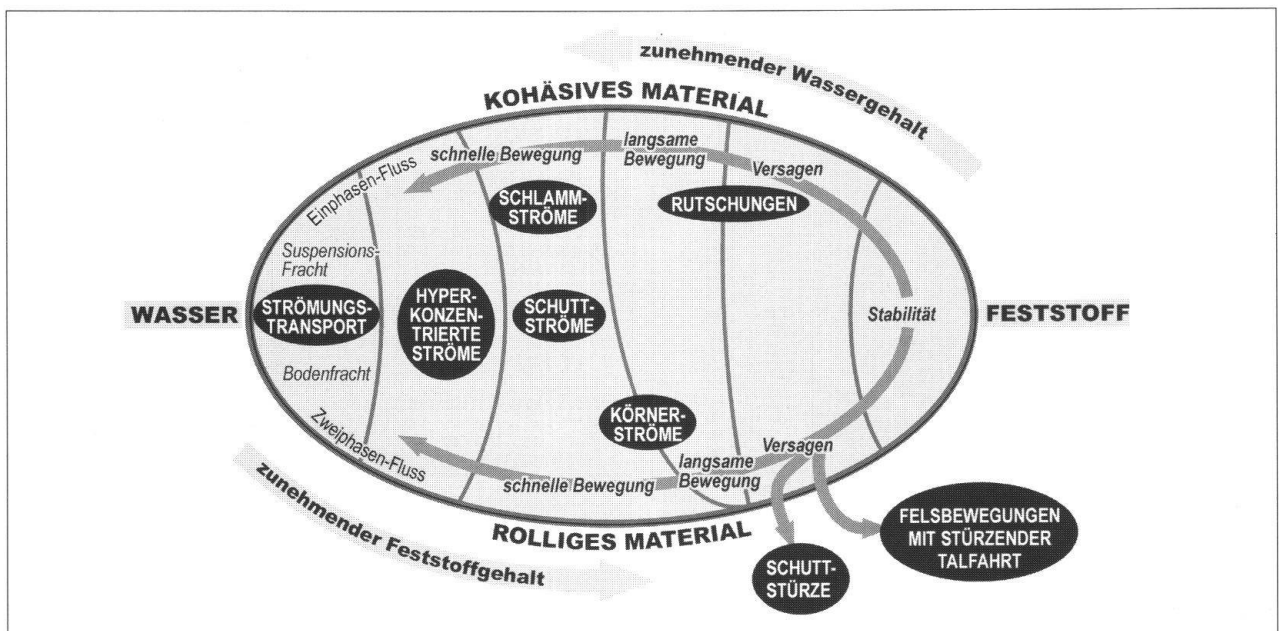 zunehmender Wassergehalt
KOHÄSIVES MATERIAL
langsame
Bewegung
schnelle Bewegung
Versagen
Einphasen-Fluss
SCHLAMM-
STRÖME
RUTSCHUNGEN
Suspensions-
Fracht
WASSER
STRÖMUNGS-
TRANSPORT
HYPER-
KONZEN-
TRIERTE
STRÖME
SCHUTT-
STRÖME
Stabilität
FESTSTOFF
Bodenfracht
KÖRNER-
STRÖME
Zweiphasen-Fluss
Versagen
langsame
Bewegung
schnelle Bewegung
zunehmender Feststoffgehalt
ROLLIGES MATERIAL
FELSBEWEGUNGEN
MIT STÜRZENDER
TALFAHRT
SCHUTT-
STÜRZE